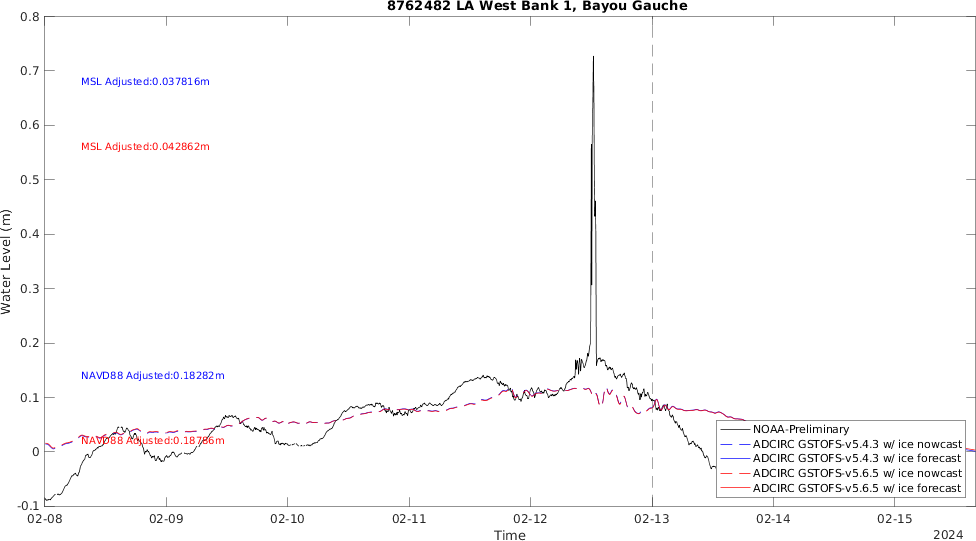 8762482 LA West Bank 1, Bayou Gauche
0.8
0.7
0.6
0.5
0.4
0.3
0.2
0.1
0
-0.1
Water Level (m)
MSL Adjusted:0.037816m
MSL Adjusted:0.042862m
NAVD88 Adjusted:0.18282m
NAVD88 Adjusted:0.18786m
NOAA-Preliminary
ADCIRC GSTOFS-v5.4.3 w/ ice nowcast
ADCIRC GSTOFS-v5.4.3 w/ ice forecast
ADCIRC GSTOFS-v5.6.5 w/ ice nowcast
ADCIRC GSTOFS-v5.6.5 w/ ice forecast
02-08 02-09 02-10 02-11 02-12 02-13 02-14 02-15
Time
2024